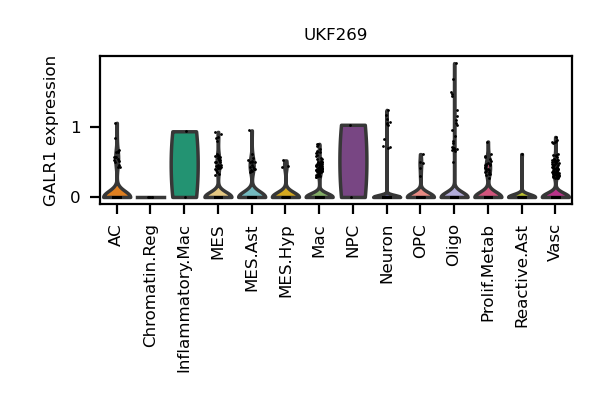 UKF269
GALR1 expression
1
0
AC
Chromatin.Reg
Inflammatory.Mac
MES
MES.Ast
MES.Hyp
Mac
NPC
Neuron
OPC
Oligo
Prolif.Metab
Reactive.Ast
Vasc